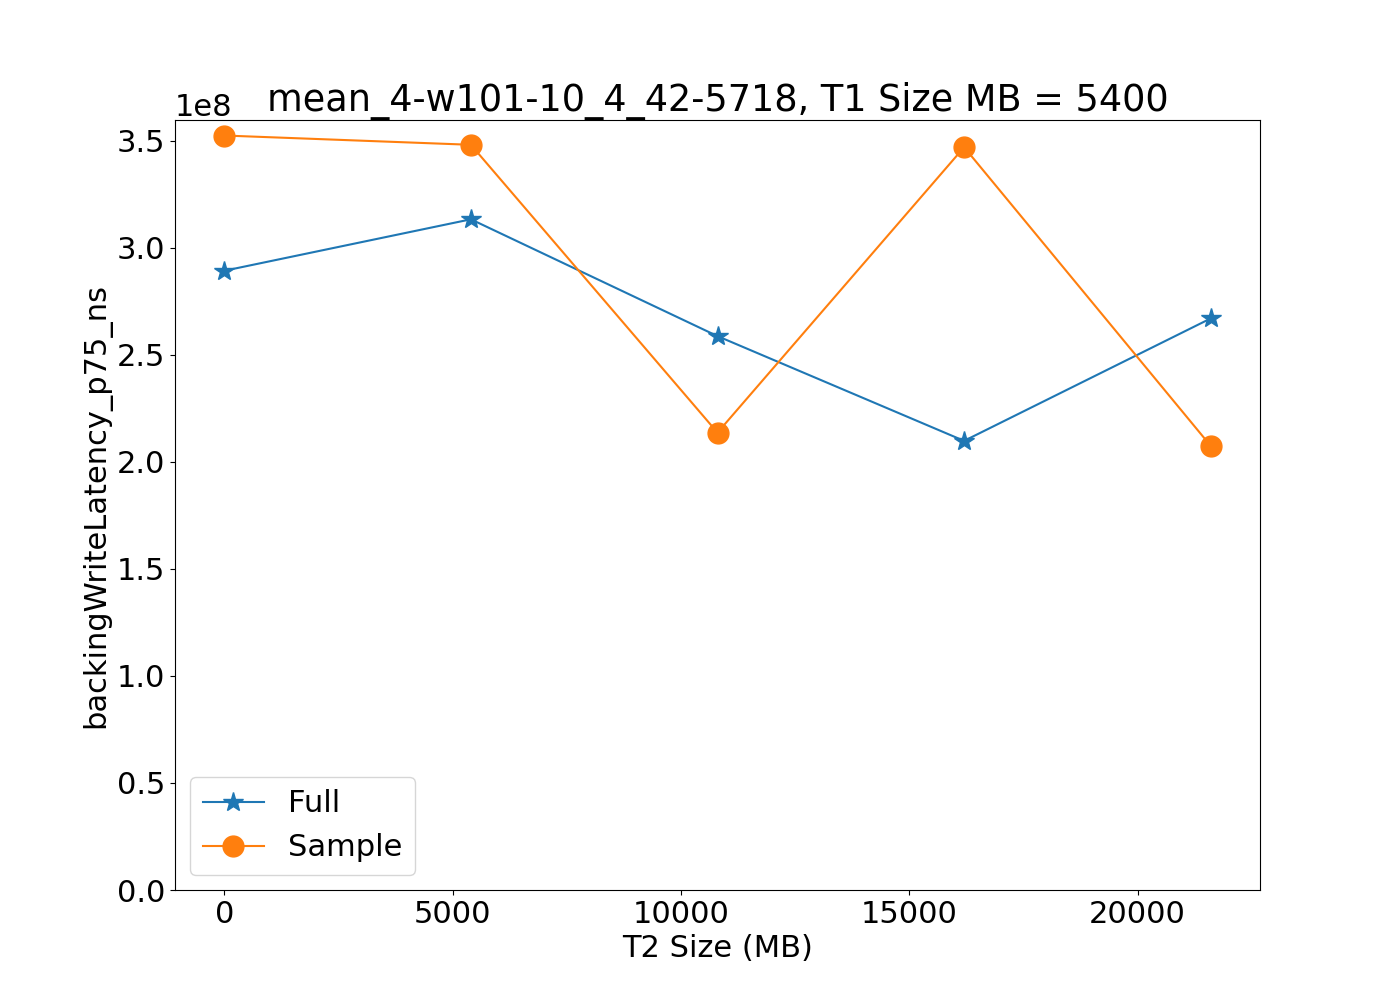 mean_4-w101-10_4_42-5718, T1 Size MB = 5400
1e8
3.5
3.0
2.5
2.0
1.5
1.0
0.5
0.0
backingWriteLatency_p75_ns
Full
Sample
0 5000 10000 15000 20000
T2 Size (MB)